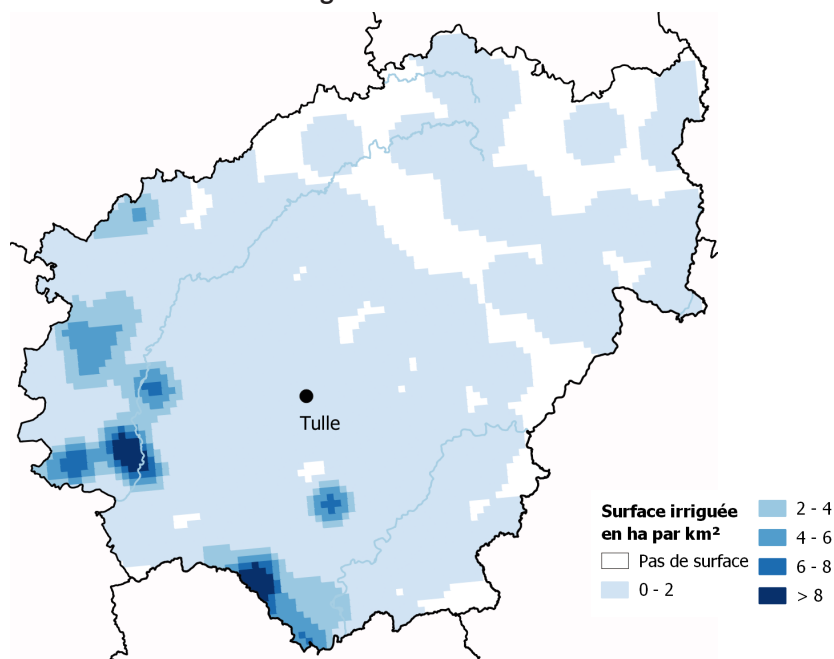 Tulle
Surface irriguée
en ha par km²
Pas de surface
0 - 2
2 - 4
4 - 6
6 - 8
> 8